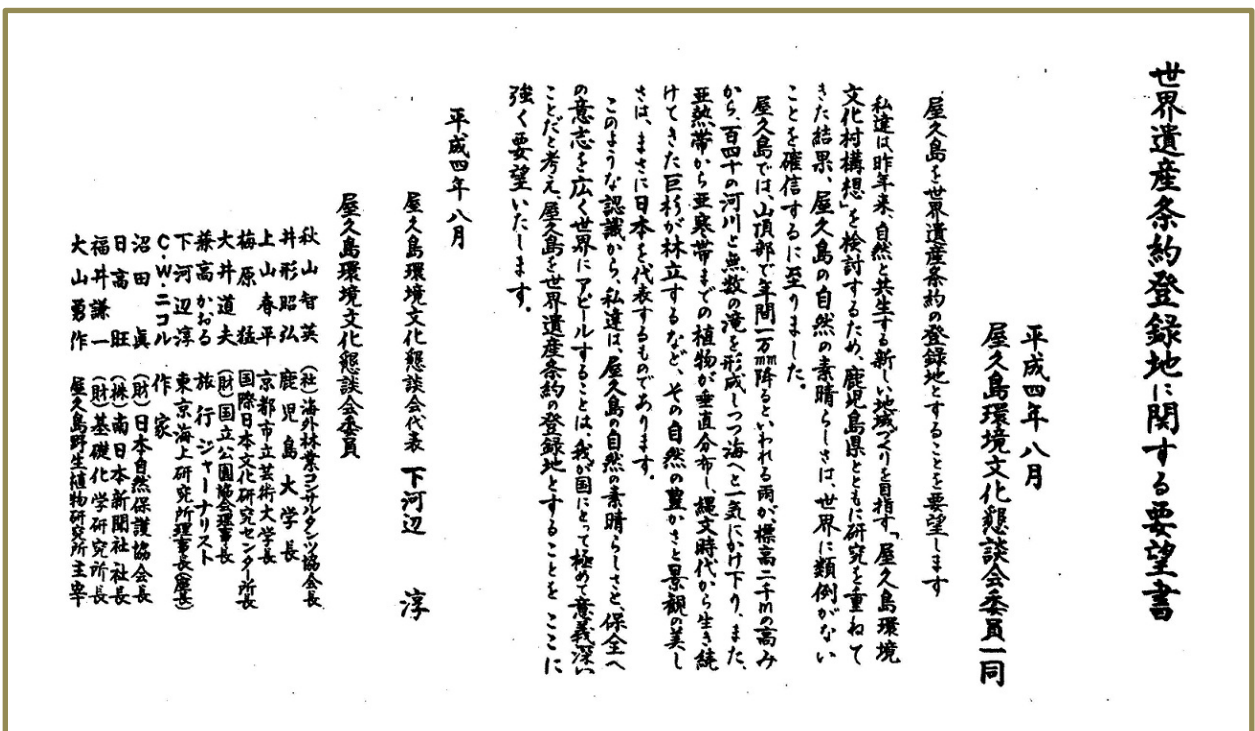 世界遺産条約登録地に関する要望書
平成四年八月
屋久島環境文化懇談会委員一同
屋久島を世界遺産条約の登録地とすることを要望します
私達は、昨年来、自然と共生する新しい地域づくりを目指す「屋久島環境
文化村構想」を検討するため、鹿児島県とともに研究を重ねて
きた結果、屋久島の自然の素晴らしさは、世界に類例がない
ことを確信するに至りました。
屋久島では、山頂部で年間一万㎜降るといわれる雨が、標高二千mの高み
から、百四十の河川と無数の滝を形成しつつ海へと一気にかけ下り、また、
亜熱帯から亜寒帯までの植物が垂直分布し、縄文時代から生き続
けてきた巨杉が林立するなど、その自然の豊かさと景観の美し
さは、まさに日本を代表するものであります。
このような認識から、私達は、屋久島の自然の素晴らしさと、保全へ
の意志を広く世界にアピールすることは、我が国にとって極めて意義深い
ことだと考え、屋久島を世界遺産条約の登録地とすることを ここに
強く要望いたします。
平成四年八月
屋久島環境文化懇談会代表 下河辺 淳
屋久島環境文化懇談会委員
秋山智英 (社)海外林業コンサルタンツ協会長
井形昭弘 鹿児島大学長
上山春平 京都市立芸術大学長
梅原猛 国際日本文化研究センター所長
大井道夫 (財)国立公園協会理事長
兼高かおる 旅行ジャーナリスト
下河辺淳 東京海上研究所理事長(座長)
C・W・ニコル 作家
沼田眞 (財)日本自然保護協会長
日高旺 (株)南日本新聞社社長
福井謙一 (財)基礎化学研究所長
大山勇作 屋久島野生植物研究所主宰